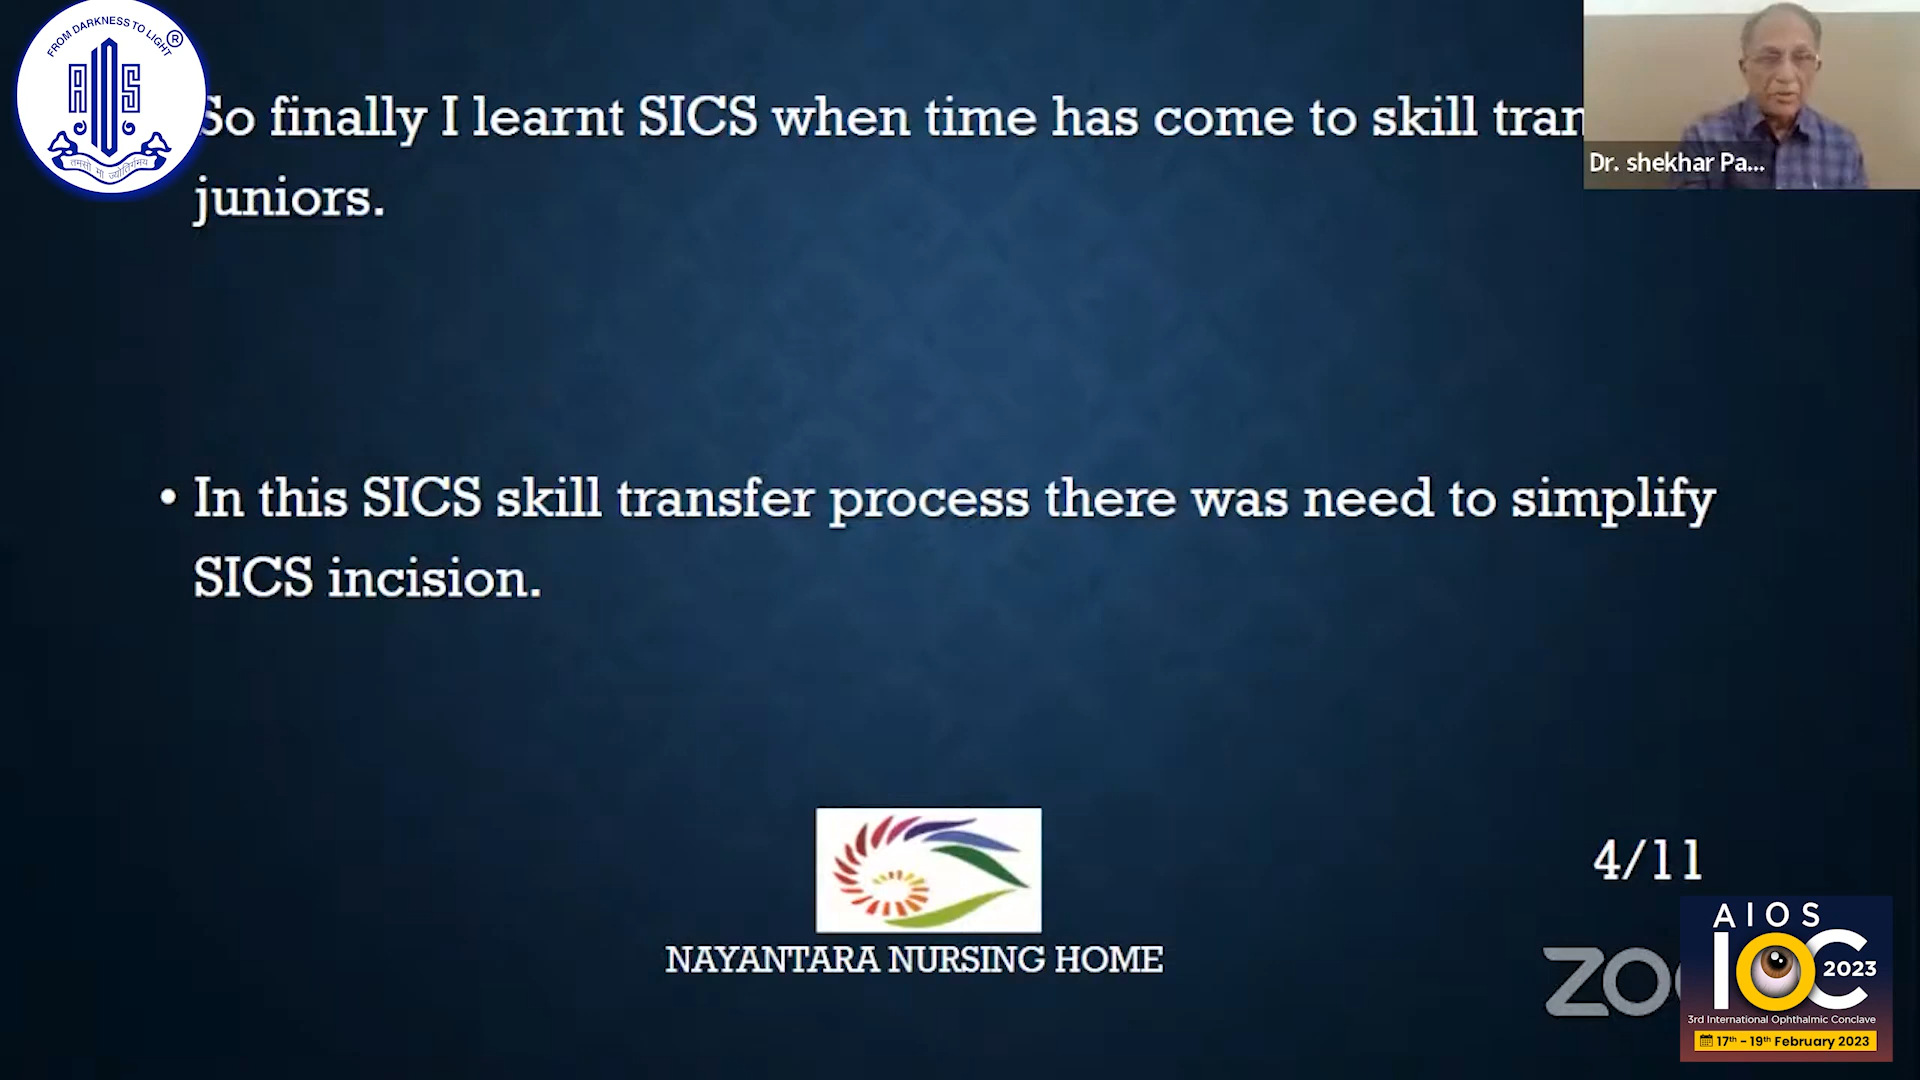 FROM DARKNESS TO LIGHT ®
AIOS
तमसो मा ज्योतिर्गमय
So finally I learnt SICS when time has come to skill tran
juniors.
Dr. shekhar Pa...
• In this SICS skill transfer process there was need to simplify
SICS incision.
NAYANTARA NURSING HOME
4/11
AIOS
IOC 2023
3rd International Ophthalmic Conclave
17th - 19th February 2023